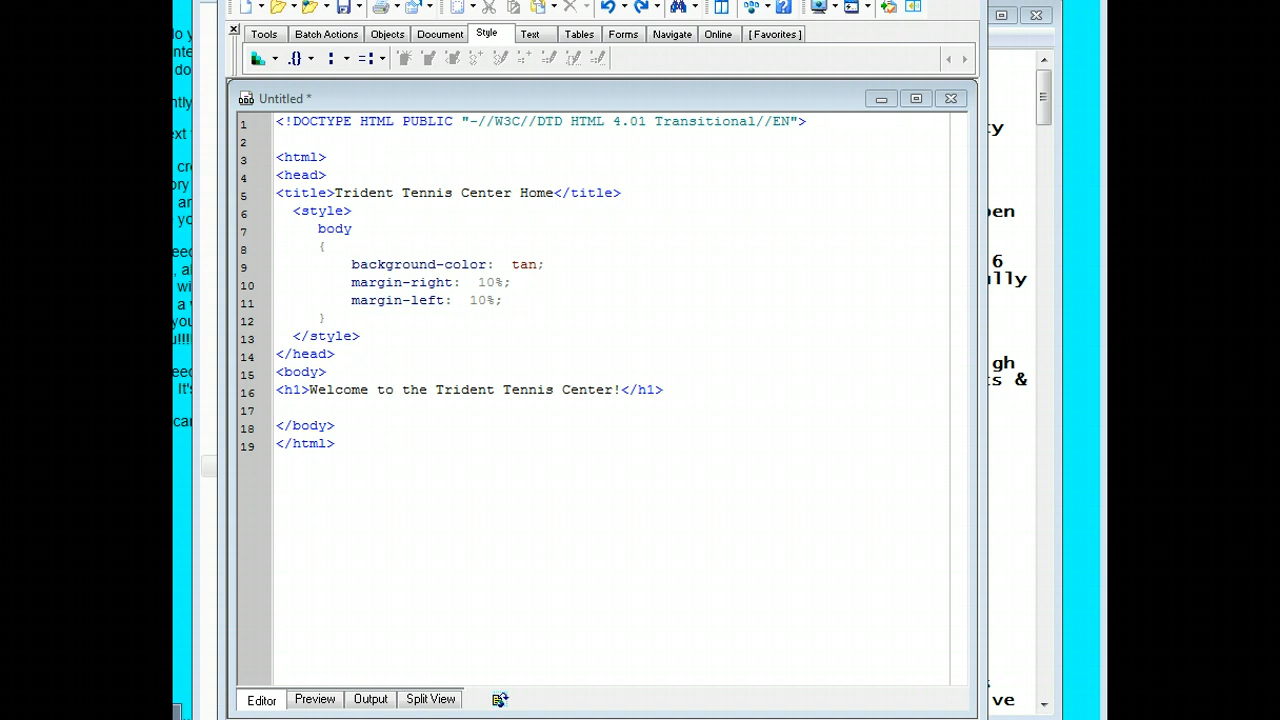 Tools Batch Actions Objects Document Style Text Tables Forms Navigate Online [ Favorites ]
Untitled *
1 <!DOCTYPE HTML PUBLIC "-//W3C//DTD HTML 4.01 Transitional//EN">
2
3 <html>
4 <head>
5 <title>Trident Tennis Center Home</title>
6 <style>
7 body
8 {
9 background-color: tan;
10 margin-right: 10%;
11 margin-left: 10%;
12 }
13 </style>
14 </head>
15 <body>
16 <h1>Welcome to the Trident Tennis Center!</h1>
17
18 </body>
19 </html>
Editor Preview Output Split View